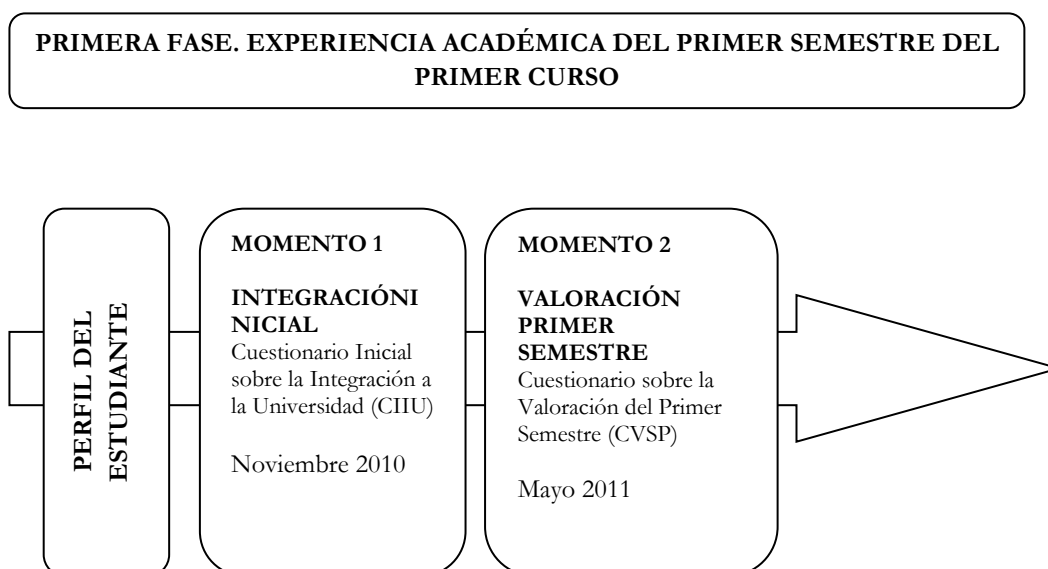 PRIMERA FASE. EXPERIENCIA ACADÉMICA DEL PRIMER SEMESTRE DEL
PRIMER CURSO
PERFIL DEL
ESTUDIANTE
MOMENTO 1
INTEGRACIÓNI
NICIAL
Cuestionario Inicial
sobre la Integración a
la Universidad (CIIU)
Noviembre 2010
MOMENTO 2
VALORACIÓN
PRIMER
SEMESTRE
Cuestionario sobre la
Valoración del Primer
Semestre (CVSP)
Mayo 2011